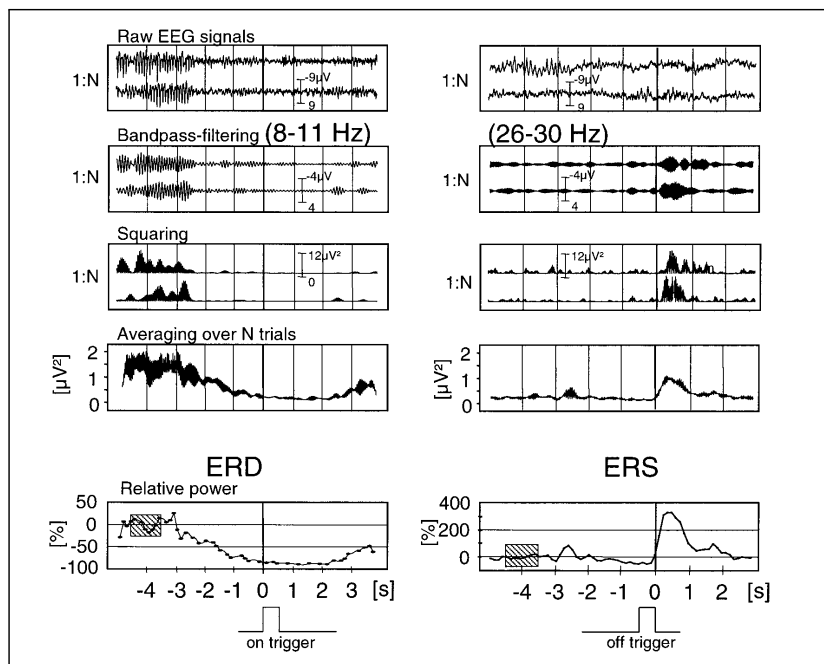 Raw EEG signals
1:N
-9µV
9
1:N
-9µV
9
Bandpass-filtering (8-11 Hz)
(26-30 Hz)
1:N
-4µV
4
1:N
-4µV
4
Squaring
1:N
12µV²
0
1:N
12µV²
Averaging over N trials
[µV²]
2
1
0
[µV²]
2
1
0
ERD
ERS
Relative power
[%]
50
0
-50
-100
[%]
400
200
0
-4 -3 -2 -1 0 1 2 3 [s]
-4 -3 -2 -1 0 1 2 [s]
on trigger
off trigger